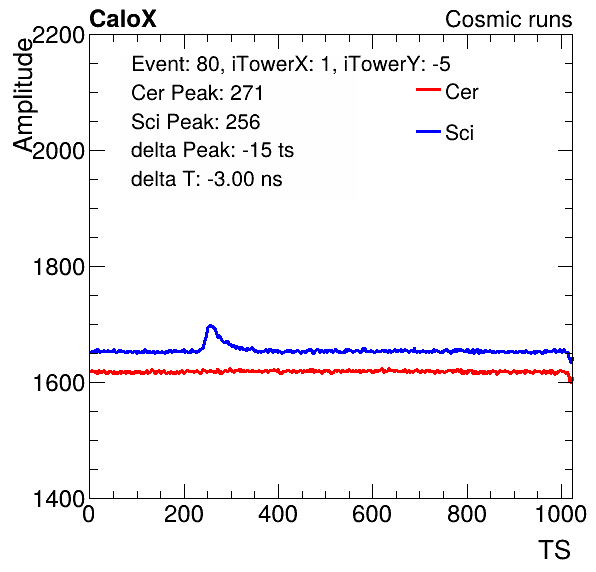 CaloX Cosmic runs
Amplitude
2200
2000
1800
1600
1400
Event: 80, iTowerX: 1, iTowerY: -5
Cer Peak: 271
Sci Peak: 256
delta Peak: -15 ts
delta T: -3.00 ns
Cer
Sci
0 200 400 600 800 1000
TS